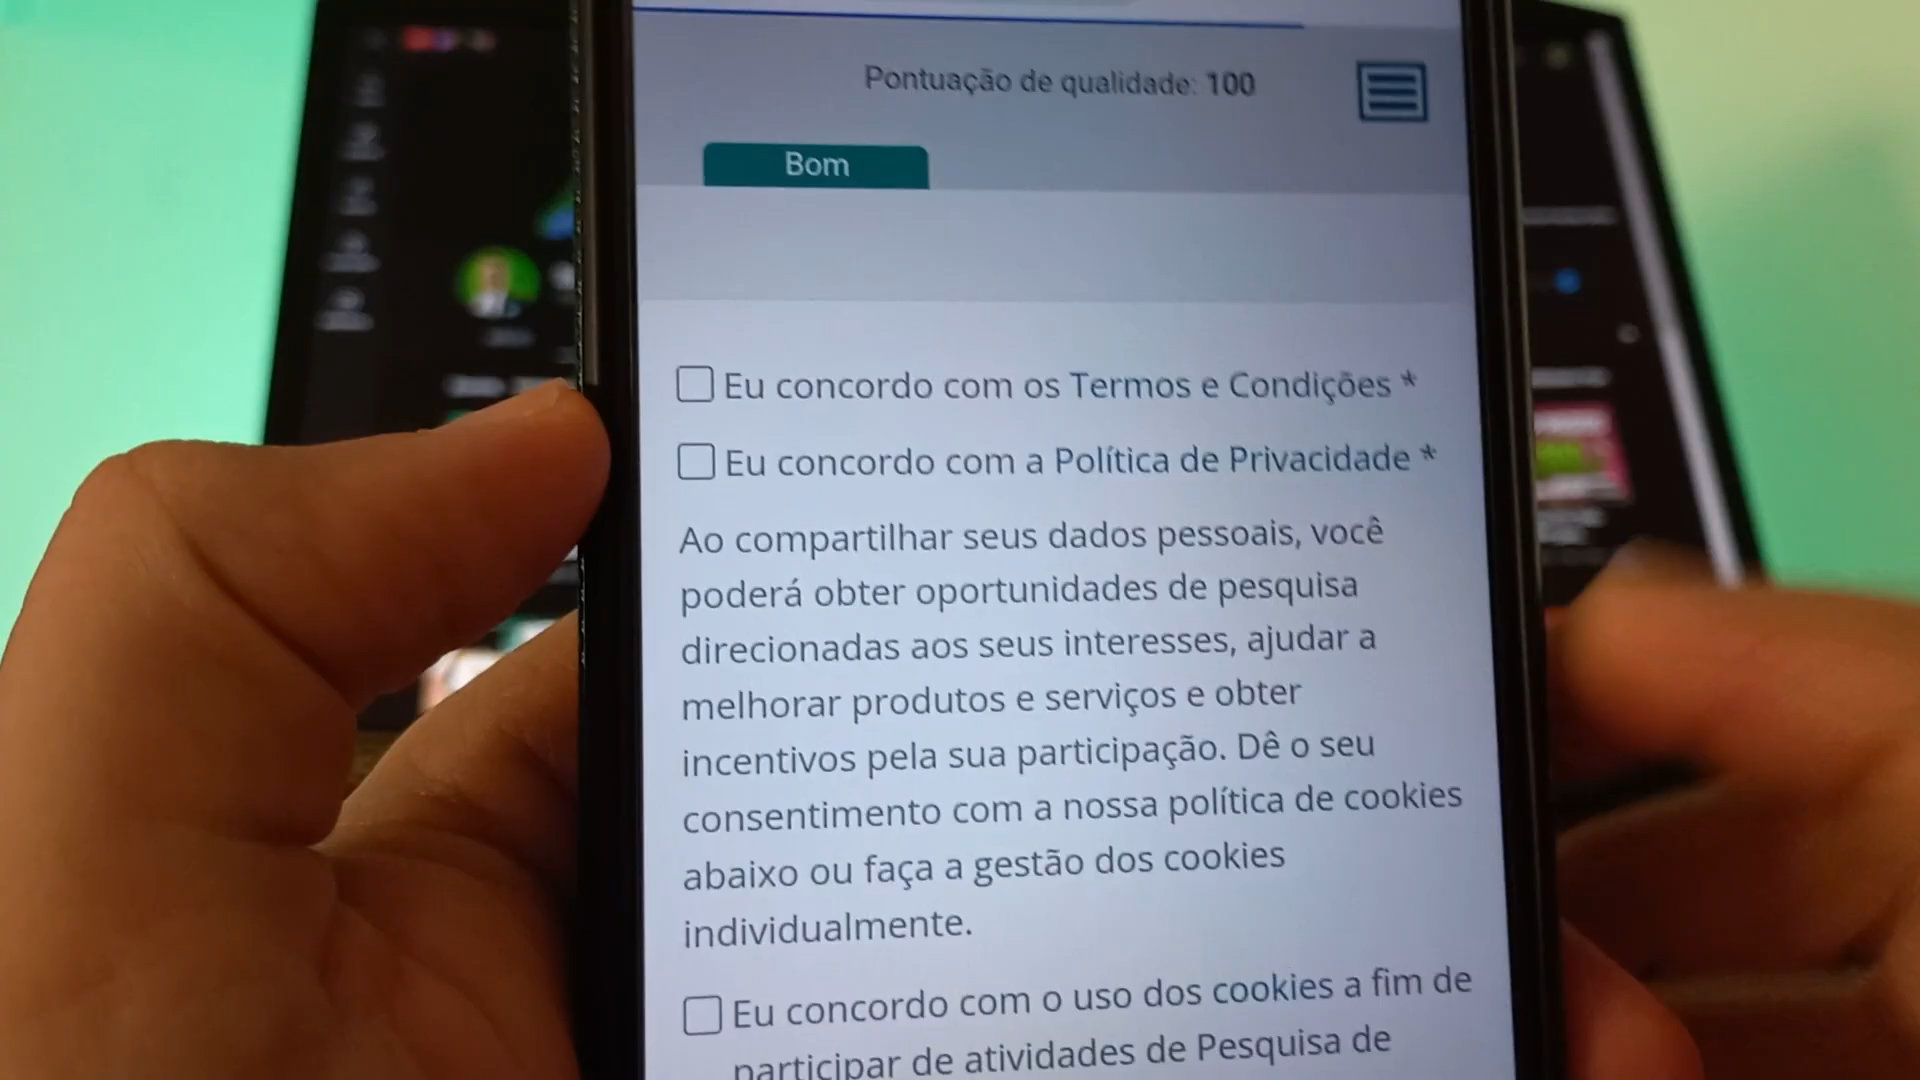 Pontuação de qualidade: 100
Bom
Eu concordo com os Termos e Condições *
Eu concordo com a Política de Privacidade *
Ao compartilhar seus dados pessoais, você
poderá obter oportunidades de pesquisa
direcionadas aos seus interesses, ajudar a
melhorar produtos e serviços e obter
incentivos pela sua participação. Dê o seu
consentimento com a nossa política de cookies
abaixo ou faça a gestão dos cookies
individualmente.
Eu concordo com o uso dos cookies a fim de
participar de atividades de Pesquisa de